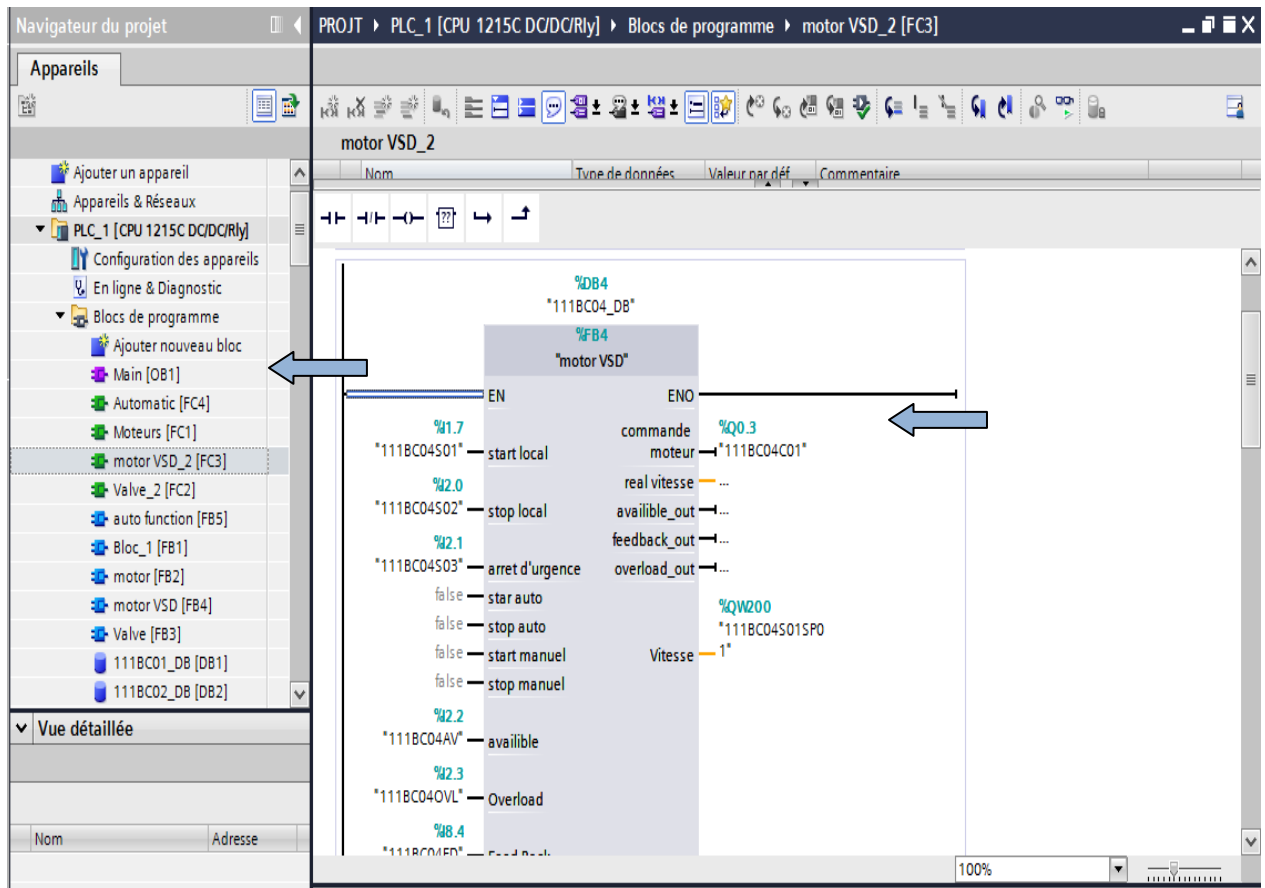 Navigateur du projet
Appareils
Ajouter un appareil
Appareils & Réseaux
PLC_1 [CPU 1215C DC/DC/Rly]
Configuration des appareils
En ligne & Diagnostic
Blocs de programme
Ajouter nouveau bloc
Main [OB1]
Automatic [FC4]
Moteurs [FC1]
motor VSD_2 [FC3]
Valve_2 [FC2]
auto function [FB5]
Bloc_1 [FB1]
motor [FB2]
motor VSD [FB4]
Valve [FB3]
111BC01_DB [DB1]
111BC02_DB [DB2]
Vue détaillée
Nom Adresse
PROJT PLC_1 [CPU 1215C DC/DC/Rly] Blocs de programme motor VSD_2 [FC3]
motor VSD_2
Nom Type de données Valeur par déf Commentaire
??
%DB4
"111BC04_DB"
%FB4
"motor VSD"
EN ENO
%I1.7
"111BC04S01" start local
%I2.0
"111BC04S02" stop local
%I2.1
"111BC04S03" arret d'urgence
false star auto
false stop auto
false start manuel
false stop manuel
%I2.2
"111BC04AV" availible
%I2.3
"111BC04OVL" Overload
%I8.4
"111BC04FD" Feed Back
commande %Q0.3
moteur "111BC04C01"
real vitesse ...
availible_out ...
feedback_out ...
overload_out ...
%QW200
"111BC04S01SP0
Vitesse 1"
100%